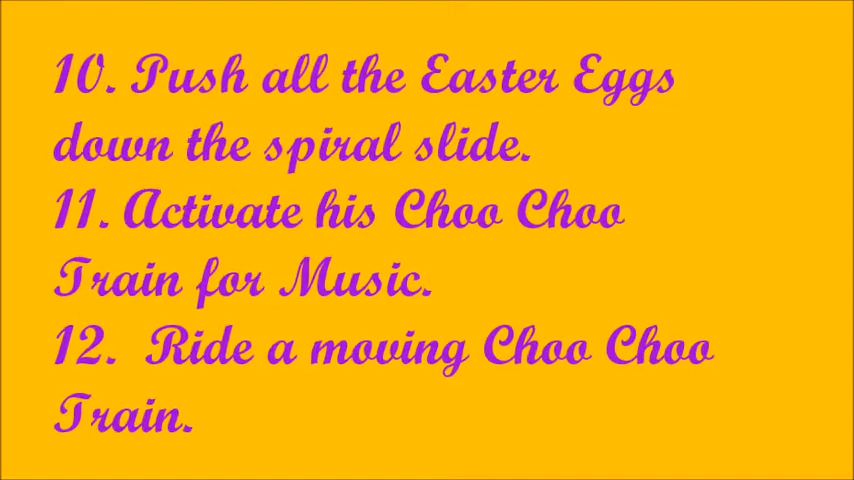 10. Push all the Easter Eggs
down the spiral slide.
11. Activate his Choo Choo
Train for Music.
12. Ride a moving Choo Choo
Train.